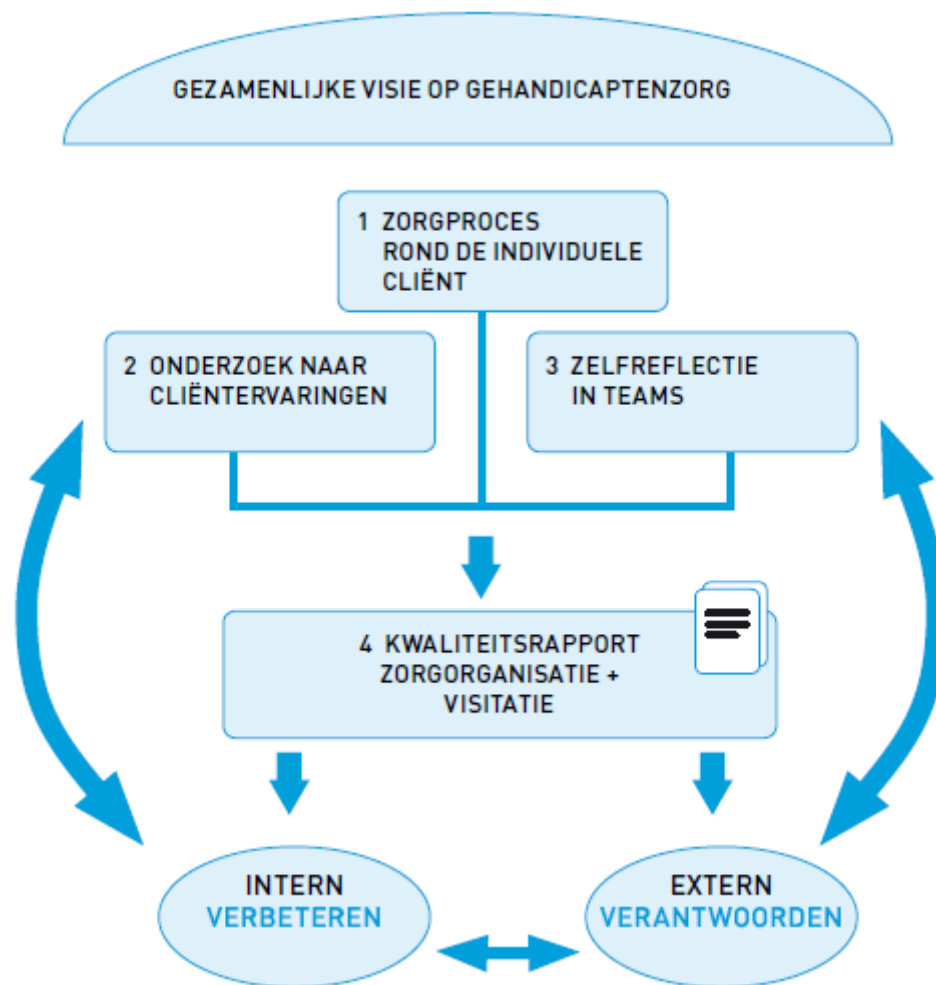 GEZAMENLIJKE VISIE OP GEHANDICAPTENZORG
1 ZORGPROCES
ROND DE INDIVIDUELE
CLIËNT
2 ONDERZOEK NAAR
CLIËNTERVARINGEN
3 ZELFREFLECTIE
IN TEAMS
4 KWALITEITSRAPPORT
ZORGORGANISATIE +
VISITATIE
INTERN
VERBETEREN
EXTERN
VERANTWOORDEN